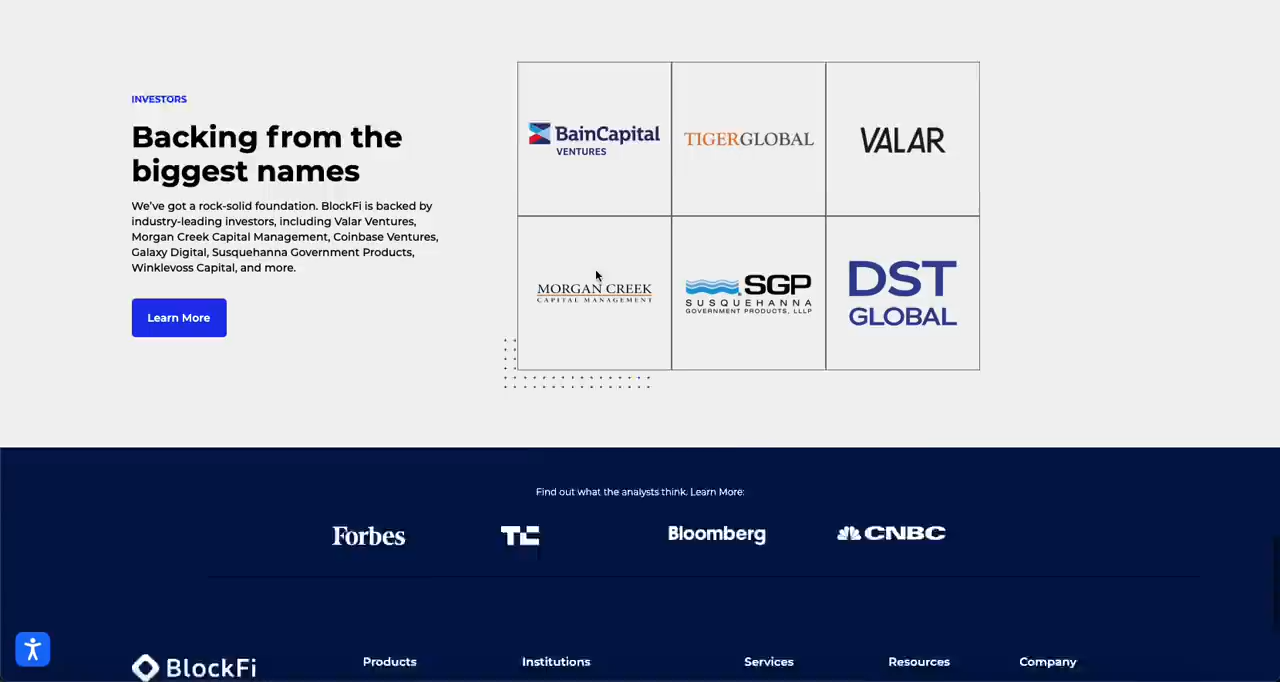 INVESTORS
Backing from the
biggest names
We've got a rock-solid foundation. BlockFi is backed by
industry-leading investors, including Valar Ventures,
Morgan Creek Capital Management, Coinbase Ventures,
Galaxy Digital, Susquehanna Government Products,
Winklevoss Capital, and more.
Learn More
BainCapital
VENTURES
TIGERGLOBAL
VALAR
MORGAN CREEK
CAPITAL MANAGEMENT
SGP
SUSQUEHANNA
GOVERNMENT PRODUCTS, LLLP
DST
GLOBAL
Find out what the analysts think. Learn More:
Forbes
TC
Bloomberg
CNBC
BlockFi
Products
Institutions
Services
Resources
Company